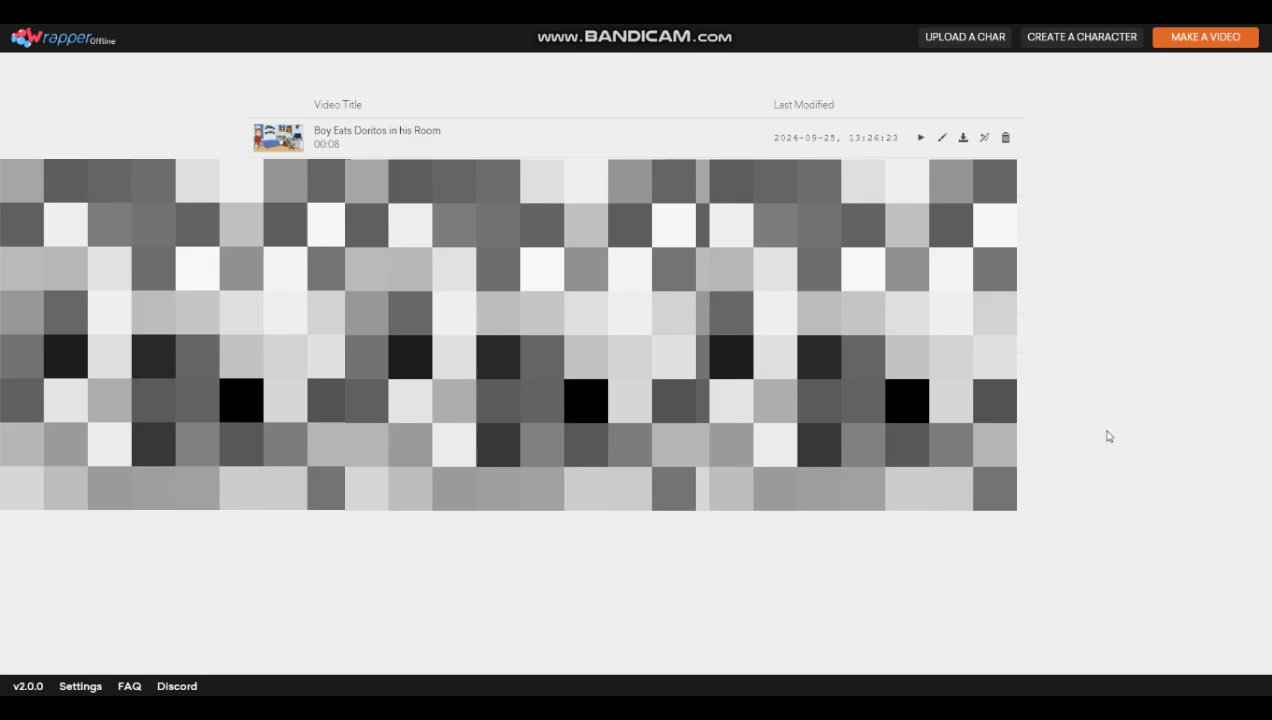 Wrapper Offline
www.BANDICAM.com
UPLOAD A CHAR
CREATE A CHARACTER
MAKE A VIDEO
Video Title
Last Modified
Boy Eats Doritos in his Room
2024-09-25, 13:26:23
00:08
v2.0.0
Settings
FAQ
Discord